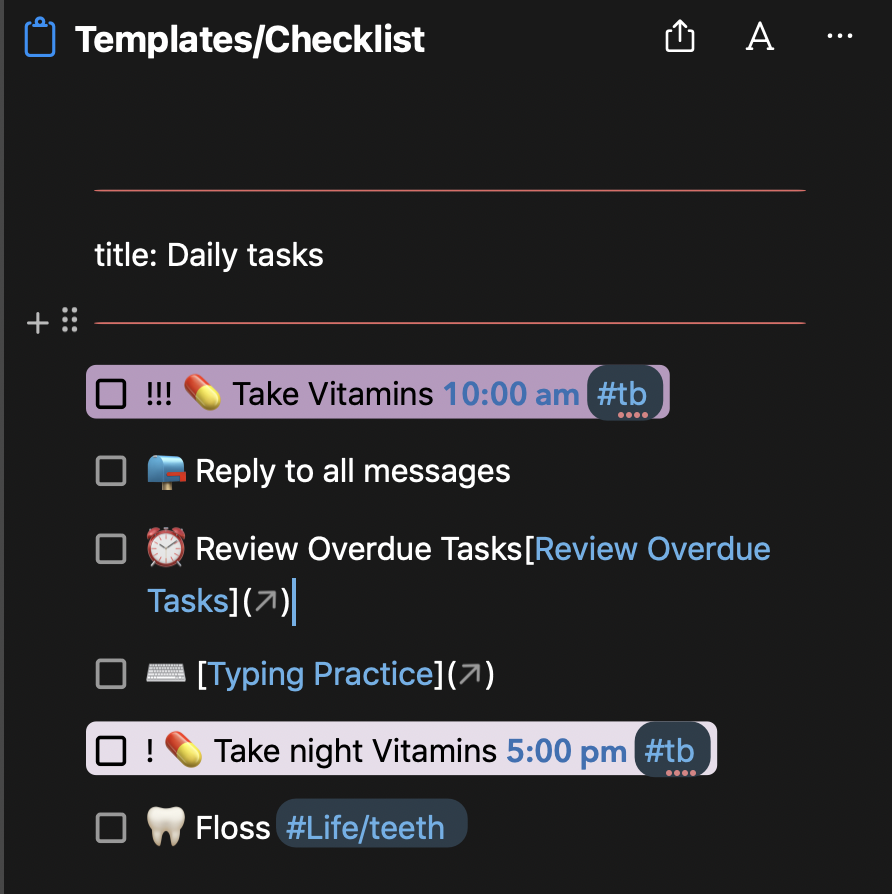 Templates/Checklist
title: Daily tasks
!!! 💊 Take Vitamins 10:00 am #tb
📬 Reply to all messages
⏰ Review Overdue Tasks[Review Overdue
Tasks](↗)
⌨️ [Typing Practice](↗)
! 💊 Take night Vitamins 5:00 pm #tb
🦷 Floss #Life/teeth